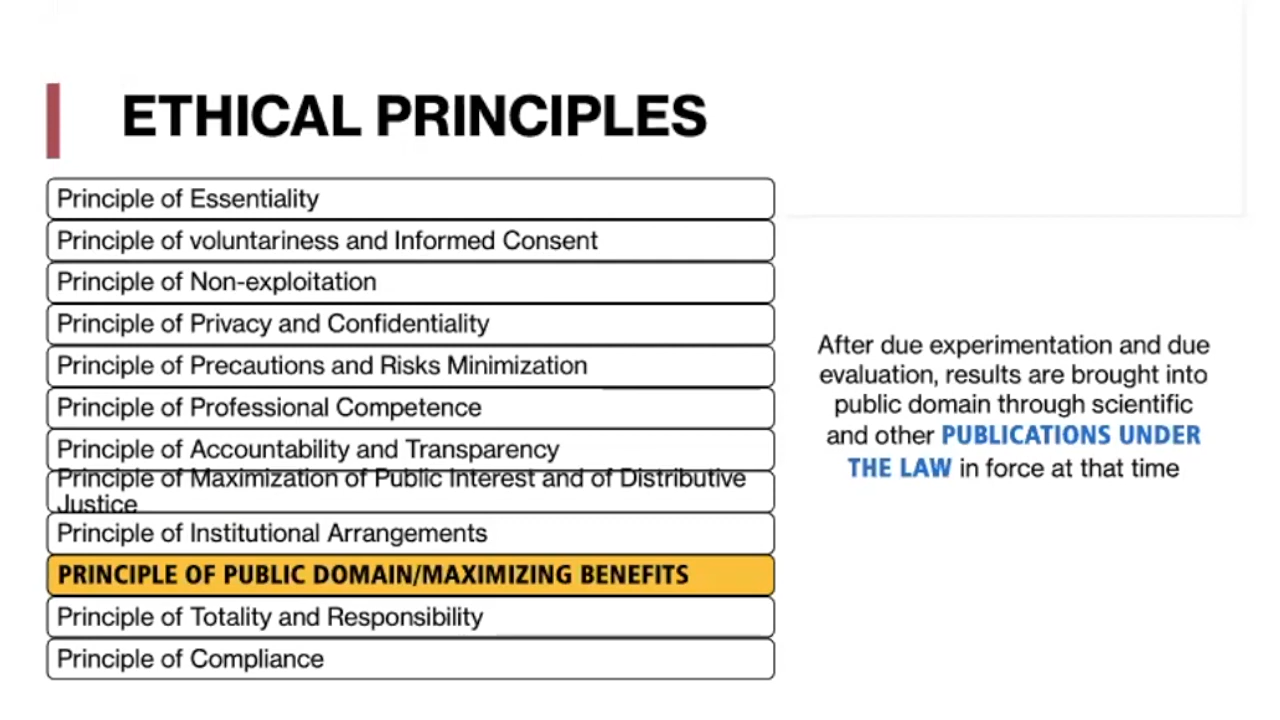 ETHICAL PRINCIPLES
Principle of Essentiality
Principle of voluntariness and Informed Consent
Principle of Non-exploitation
Principle of Privacy and Confidentiality
Principle of Precautions and Risks Minimization
Principle of Professional Competence
Principle of Accountability and Transparency
Principle of Maximization of Public Interest and of Distributive
Justice
Principle of Institutional Arrangements
PRINCIPLE OF PUBLIC DOMAIN/MAXIMIZING BENEFITS
Principle of Totality and Responsibility
Principle of Compliance
After due experimentation and due
evaluation, results are brought into
public domain through scientific
and other PUBLICATIONS UNDER
THE LAW in force at that time